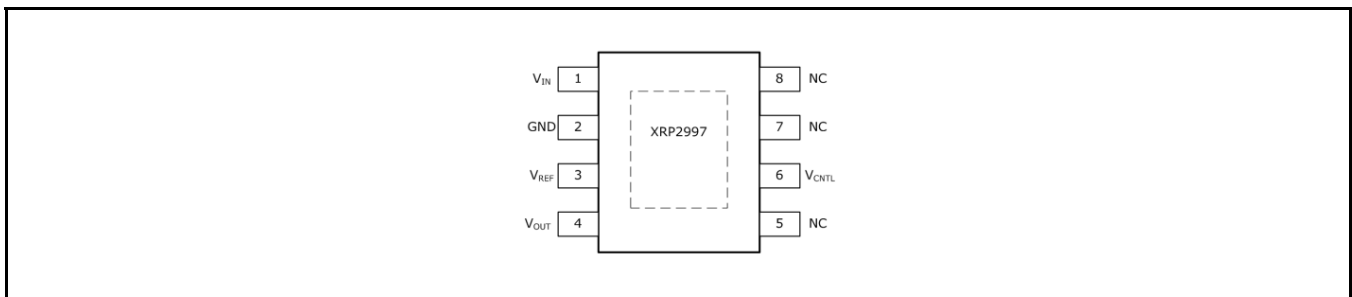 V_IN 1 8 NC
GND 2 XRP2997 7 NC
V_REF 3 6 V_CNTL
V_OUT 4 5 NC